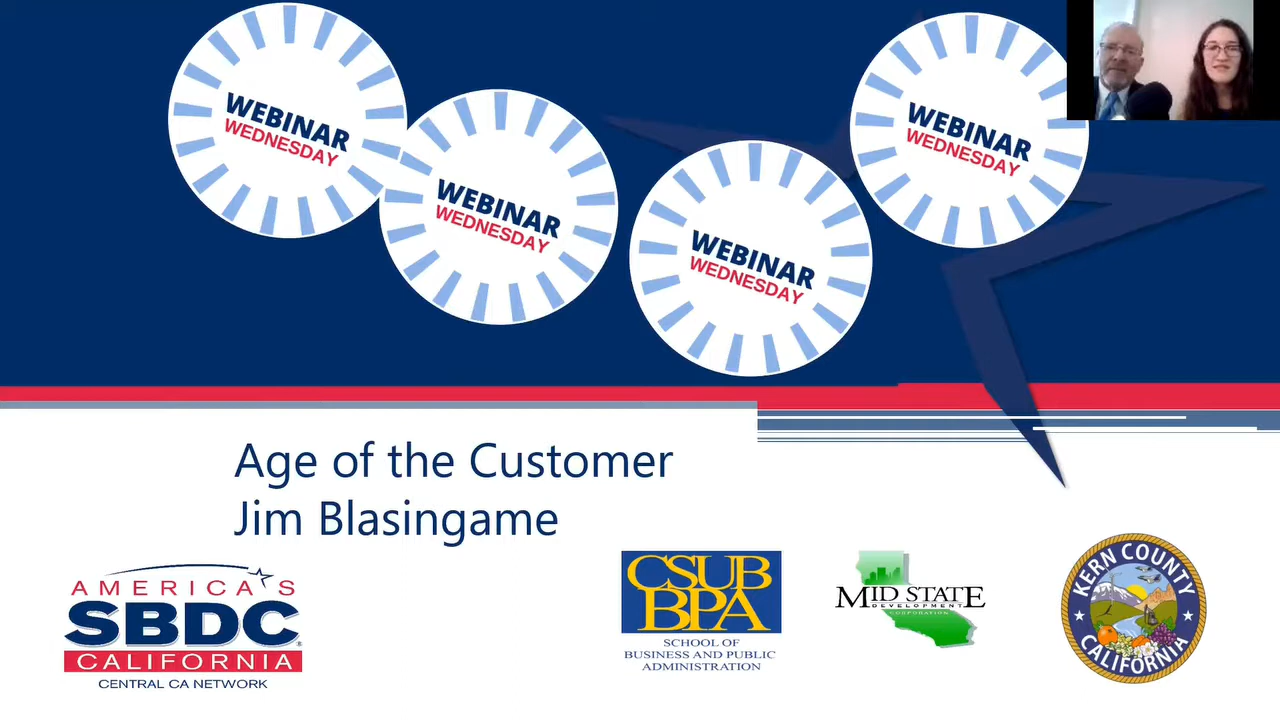 WEBINAR
WEDNESDAY
WEBINAR
WEDNESDAY
WEBINAR
WEDNESDAY
WEBINAR
WEDNESDAY
Age of the Customer
Jim Blasingame
AMERICA'S
SBDC
CALIFORNIA
CENTRAL CA NETWORK
CSUB
BPA
SCHOOL OF
BUSINESS AND PUBLIC
ADMINISTRATION
MID STATE
DEVELOPMENT
CORPORATION
KERN COUNTY
CALIFORNIA